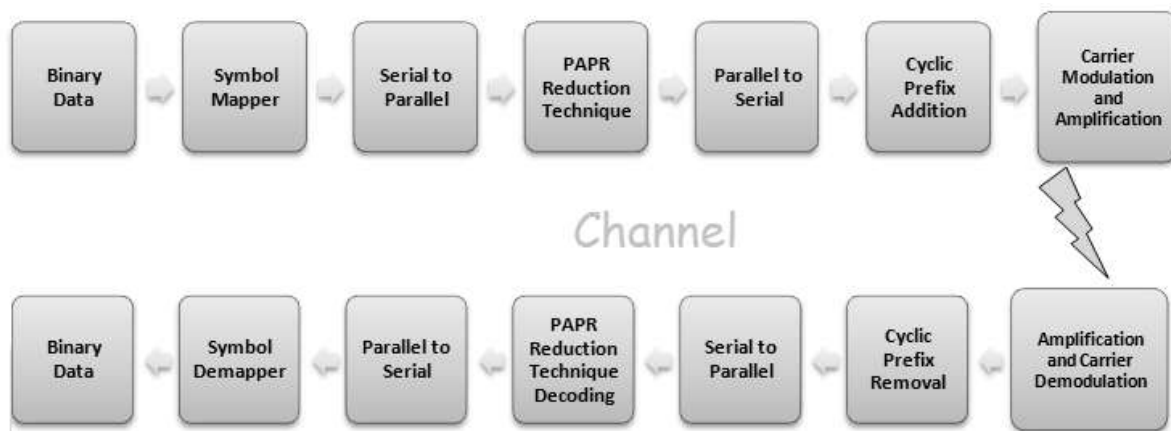 Binary
Data
Symbol
Mapper
Serial to
Parallel
PAPR
Reduction
Technique
Parallel to
Serial
Cyclic
Prefix
Addition
Carrier
Modulation
and
Amplification
Channel
Binary
Data
Symbol
Demapper
Parallel to
Serial
PAPR
Reduction
Technique
Decoding
Serial to
Parallel
Cyclic
Prefix
Removal
Amplification
and Carrier
Demodulation